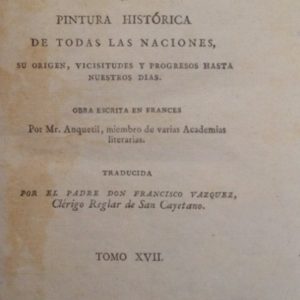 PINTURA HISTÓRICA
DE TODAS LAS NACIONES,
SU ORIGEN, VICISITUDES Y PROGRESOS HASTA
NUESTROS DIAS.
OBRA ESCRITA EN FRANCES
Por Mr. Anquetil, miembro de varias Academias
literarias.
TRADUCIDA
POR EL PADRE DON FRANCISCO VAZQUEZ,
Clérigo Reglar de San Cayetano.
TOMO XVII.